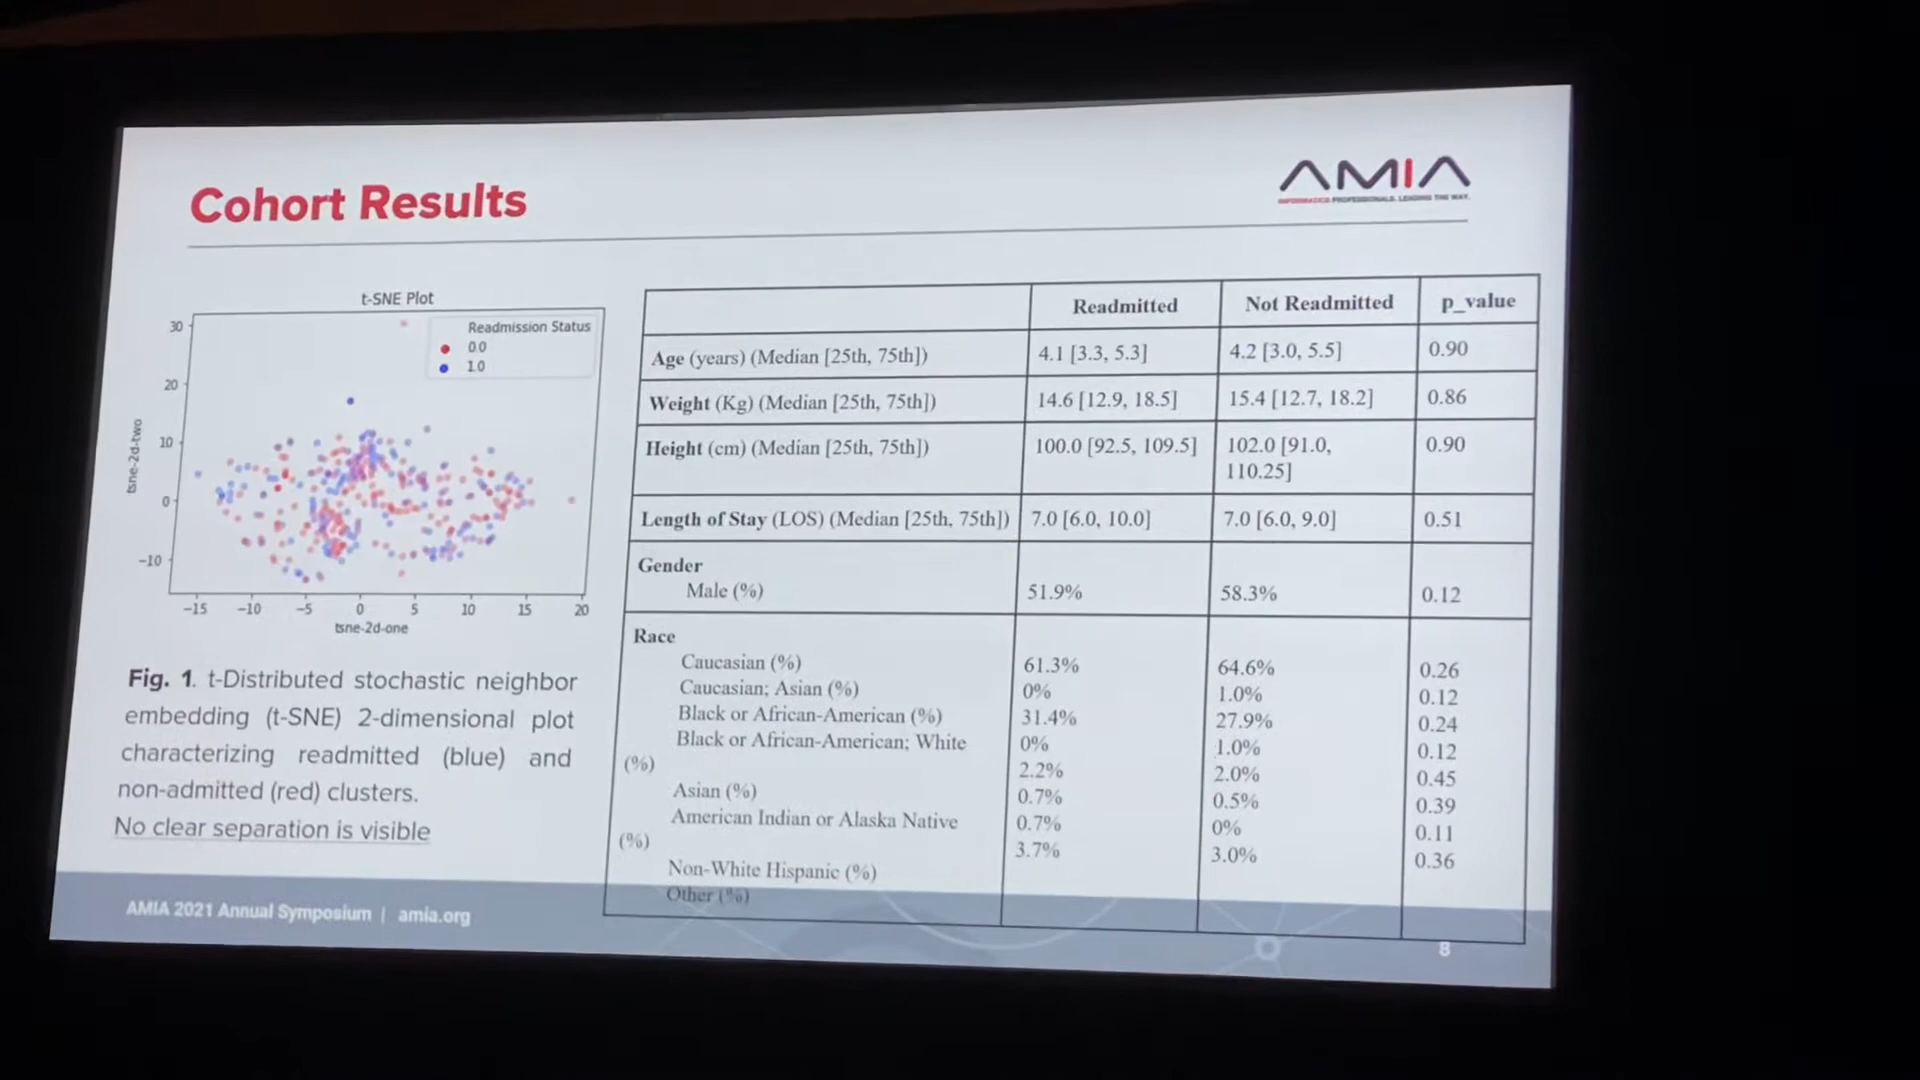 Cohort Results
AMIA
INFORMATICS PROFESSIONALS. LEADING THE WAY.
t-SNE Plot
Readmission Status
0.0
1.0
30
20
10
0
−10
tsne-2d-two
−15 −10 −5 0 5 10 15 20
tsne-2d-one
Fig. 1. t-Distributed stochastic neighbor
embedding (t-SNE) 2-dimensional plot
characterizing readmitted (blue) and
non-admitted (red) clusters.
No clear separation is visible
Readmitted Not Readmitted p_value
Age (years) (Median [25th, 75th]) 4.1 [3.3, 5.3] 4.2 [3.0, 5.5] 0.90
Weight (Kg) (Median [25th, 75th]) 14.6 [12.9, 18.5] 15.4 [12.7, 18.2] 0.86
Height (cm) (Median [25th, 75th]) 100.0 [92.5, 109.5] 102.0 [91.0, 0.90
110.25]
Length of Stay (LOS) (Median [25th, 75th]) 7.0 [6.0, 10.0] 7.0 [6.0, 9.0] 0.51
Gender
Male (%) 51.9% 58.3% 0.12
Race
Caucasian (%) 61.3% 64.6% 0.26
Caucasian; Asian (%) 0% 1.0% 0.12
Black or African-American (%) 31.4% 27.9% 0.24
Black or African-American; White 0% 1.0% 0.12
(%) 2.2% 2.0% 0.45
Asian (%) 0.7% 0.5% 0.39
American Indian or Alaska Native 0.7% 0% 0.11
(%) 3.7% 3.0% 0.36
Non-White Hispanic (%)
Other (%)
AMIA 2021 Annual Symposium | amia.org
8